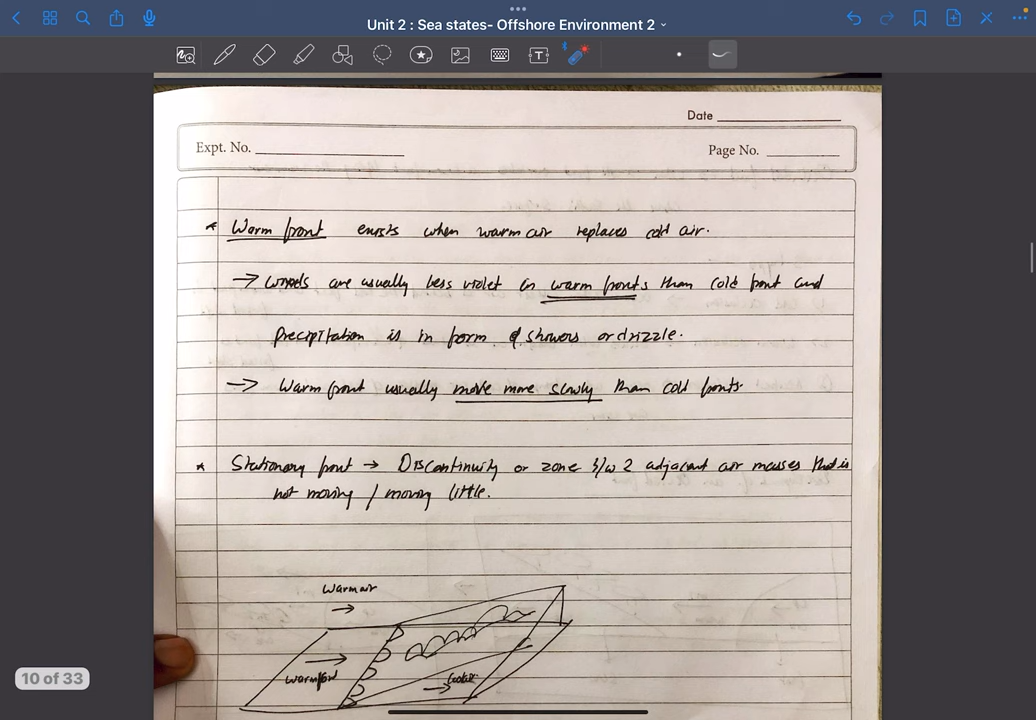 Unit 2 : Sea states- Offshore Environment 2
Date
Expt. No.
Page No.
* Warm front exists when warm air replaces cold air.
→ winds are usually less violet in warm fronts than cold font and
precipitation is in form of showers or drizzle.
→ Warm front usually move more slowly than cold fonts
* Stationary front → Discontinuity or zone b/w 2 adjacent air masses that is
not moving / moving little.
Warm air
→
→
Warm
→
10 of 33